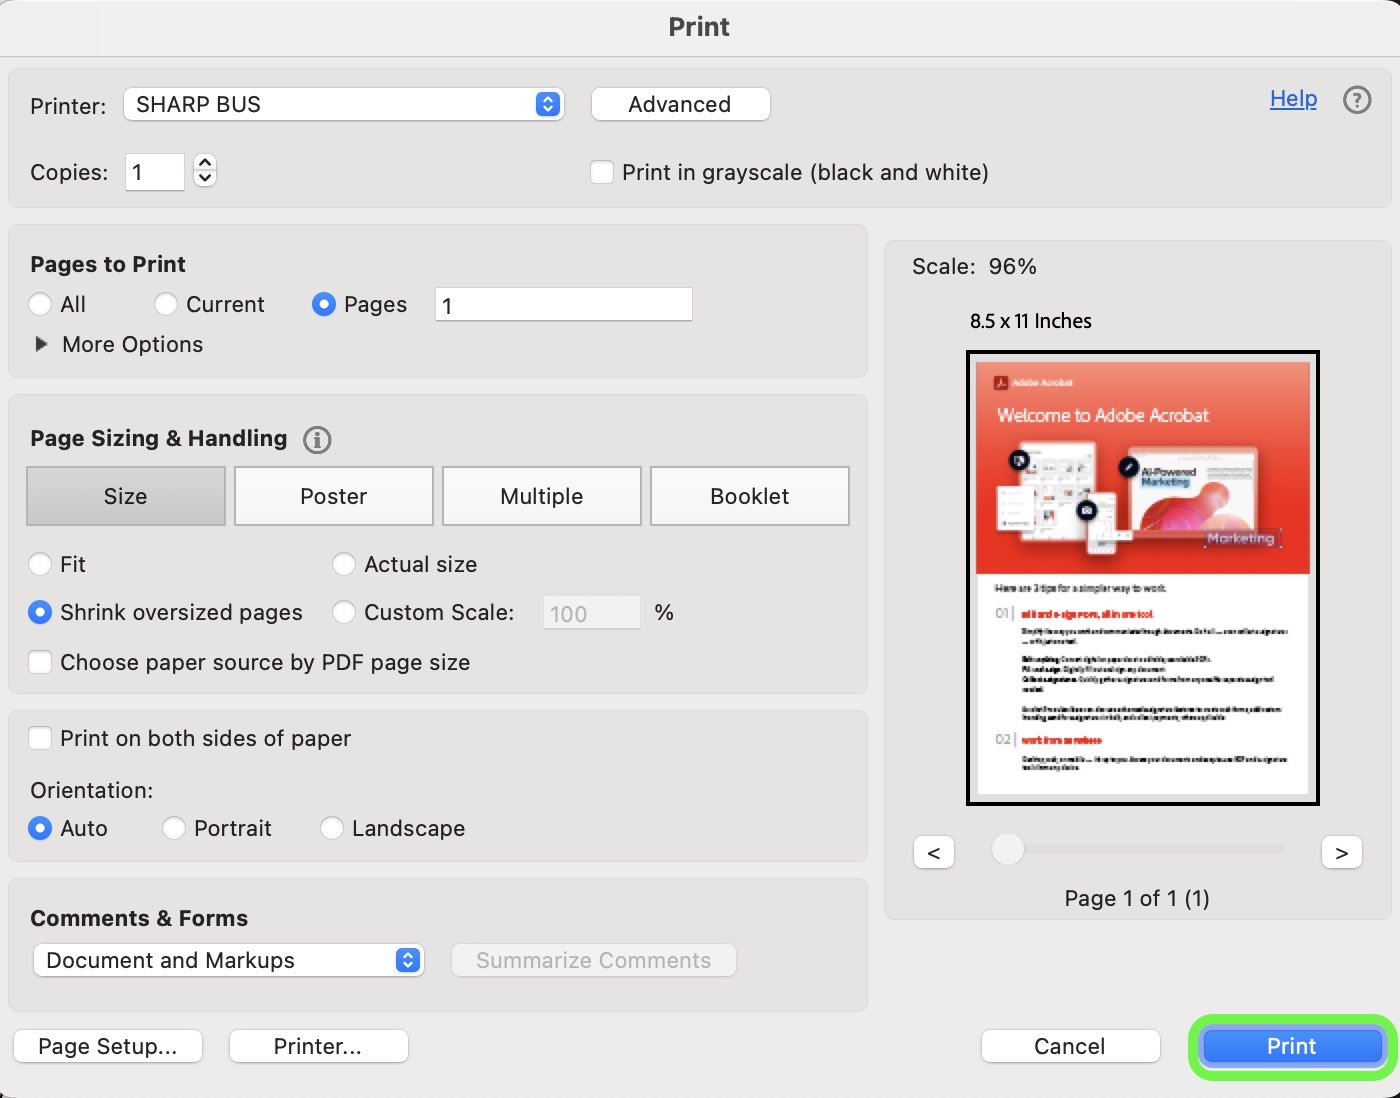 Print
Printer: SHARP BUS Advanced Help ?
Copies: 1 Print in grayscale (black and white)
Pages to Print
All Current Pages 1
More Options
Page Sizing & Handling
Size Poster Multiple Booklet
Fit Actual size
Shrink oversized pages Custom Scale: 100 %
Choose paper source by PDF page size
Print on both sides of paper
Orientation:
Auto Portrait Landscape
Comments & Forms
Document and Markups Summarize Comments
Scale: 96%
8.5 x 11 Inches
Adobe Acrobat
Welcome to Adobe Acrobat
AI-Powered
Marketing
Marketing
Here are 3 tips for a simpler way to work.
01
02 work from anywhere
< >
Page 1 of 1 (1)
Page Setup... Printer... Cancel Print